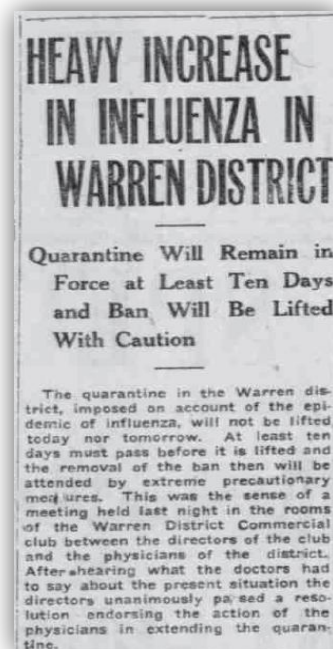 HEAVY INCREASE
IN INFLUENZA IN
WARREN DISTRICT
Quarantine Will Remain in
Force at Least Ten Days
and Ban Will Be Lifted
With Caution
The quarantine in the Warren dis-
trict, imposed on account of the epi-
demic of influenza, will not be lifted
today nor tomorrow. At least ten
days must pass before it is lifted and
the removal of the ban then will be
attended by extreme precautionary
measures. This was the sense of a
meeting held last night in the rooms
of the Warren District Commercial
club between the directors of the club
and the physicians of the district.
After hearing what the doctors had
to say about the present situation the
directors unanimously passed a reso-
lution endorsing the action of the
physicians in extending the quaran-
tine.